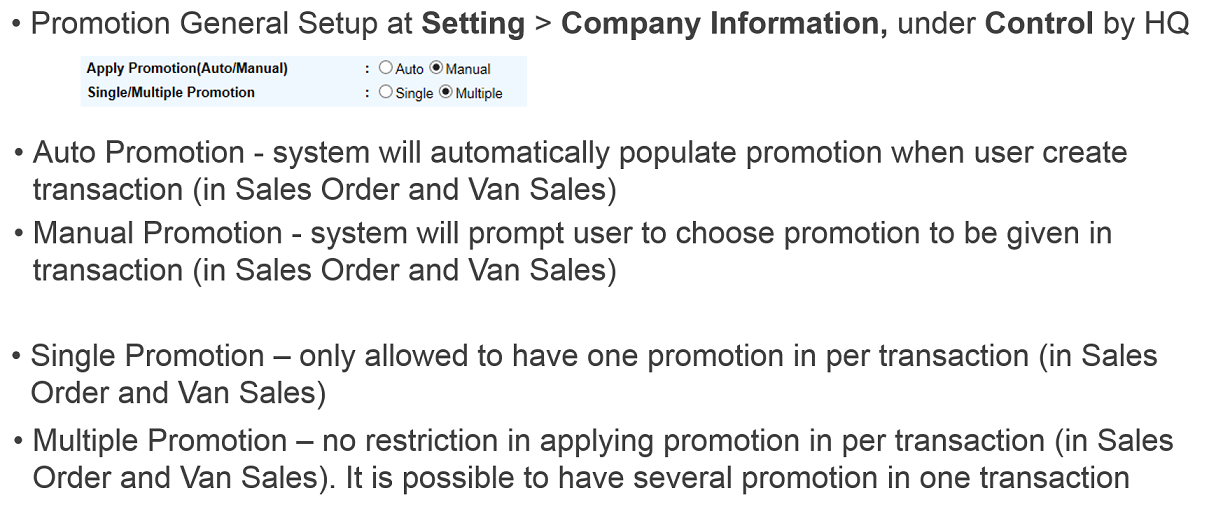 • Promotion General Setup at Setting > Company Information, under Control by HQ
Apply Promotion(Auto/Manual) : Auto Manual
Single/Multiple Promotion : Single Multiple
• Auto Promotion - system will automatically populate promotion when user create
transaction (in Sales Order and Van Sales)
• Manual Promotion - system will prompt user to choose promotion to be given in
transaction (in Sales Order and Van Sales)
• Single Promotion – only allowed to have one promotion in per transaction (in Sales
Order and Van Sales)
• Multiple Promotion – no restriction in applying promotion in per transaction (in Sales
Order and Van Sales). It is possible to have several promotion in one transaction